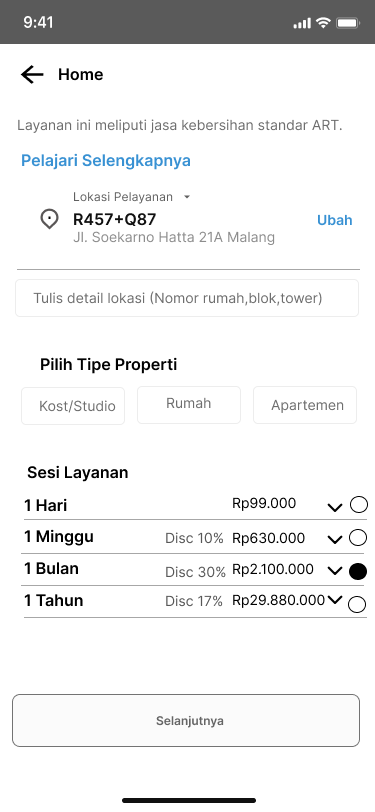 9:41
Home
Layanan ini meliputi jasa kebersihan standar ART.
Pelajari Selengkapnya
Lokasi Pelayanan
R457+Q87
Ubah
Jl. Soekarno Hatta 21A Malang
Tulis detail lokasi (Nomor rumah,blok,tower)
Pilih Tipe Properti
Kost/Studio Rumah Apartemen
Sesi Layanan
1 Hari Rp99.000
1 Minggu Disc 10% Rp630.000
1 Bulan Disc 30% Rp2.100.000
1 Tahun Disc 17% Rp29.880.000
Selanjutnya